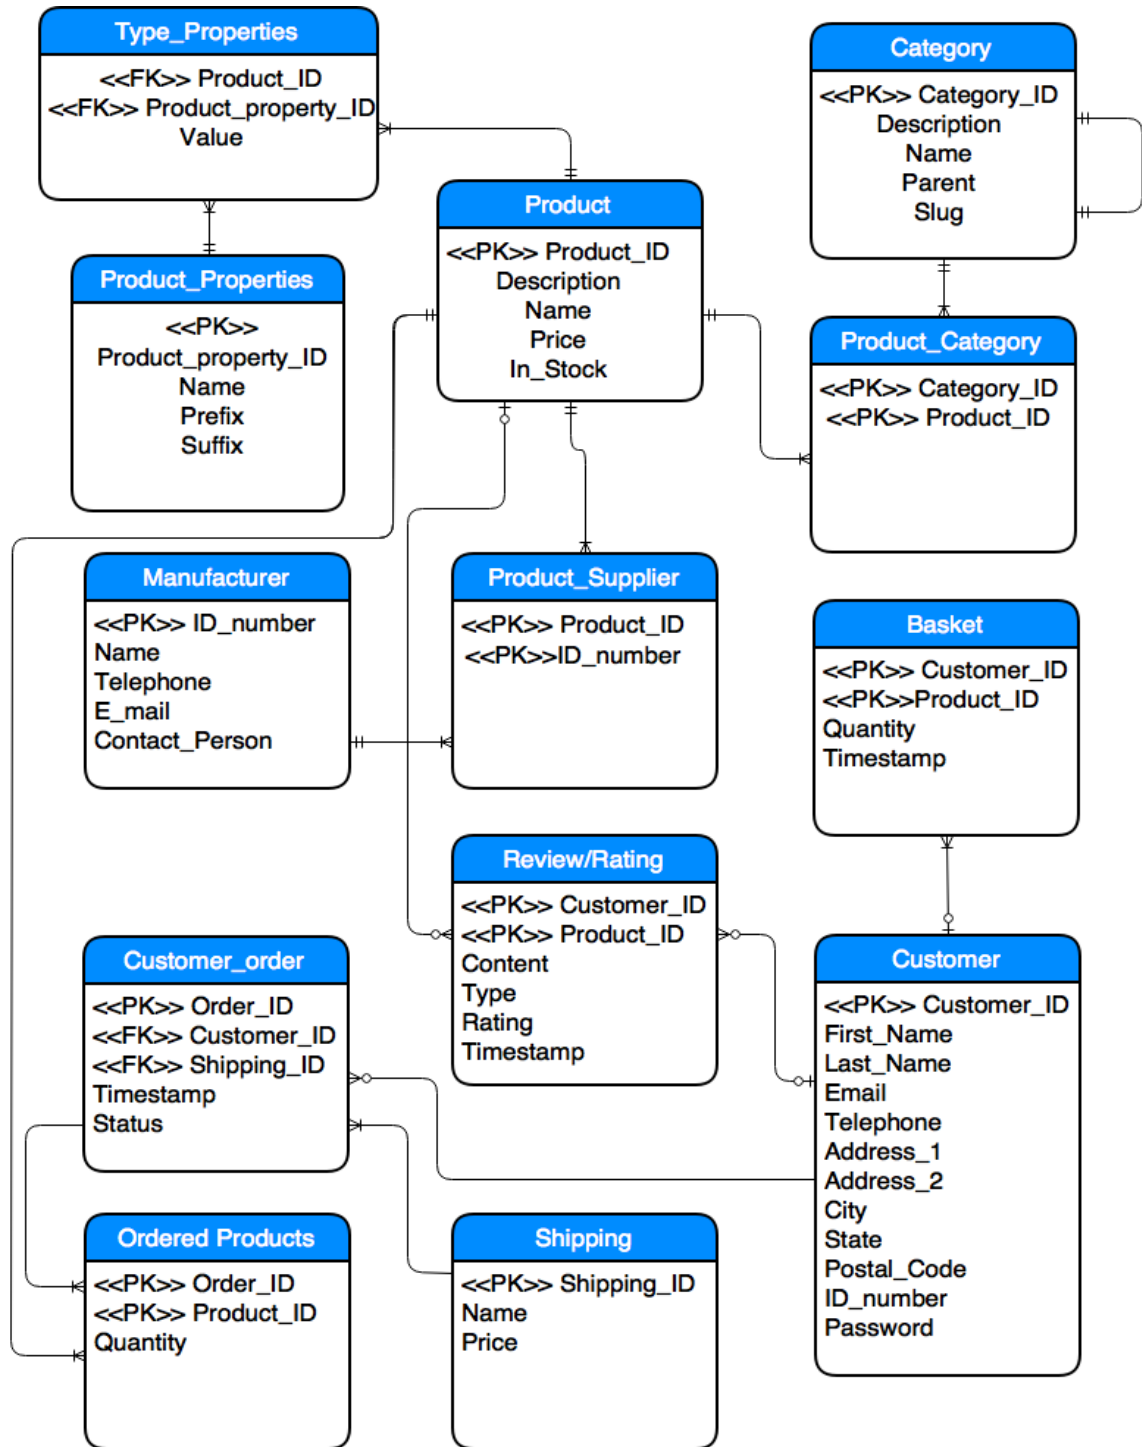 Type_Properties
<<FK>> Product_ID
<<FK>> Product_property_ID
Value
Category
<<PK>> Category_ID
Description
Name
Parent
Slug
Product
<<PK>> Product_ID
Description
Name
Price
In_Stock
Product_Properties
<<PK>>
Product_property_ID
Name
Prefix
Suffix
Product_Category
<<PK>> Category_ID
<<PK>> Product_ID
Manufacturer
<<PK>> ID_number
Name
Telephone
E_mail
Contact_Person
Product_Supplier
<<PK>> Product_ID
<<PK>>ID_number
Basket
<<PK>> Customer_ID
<<PK>>Product_ID
Quantity
Timestamp
Review/Rating
<<PK>> Customer_ID
<<PK>> Product_ID
Content
Type
Rating
Timestamp
Customer_order
<<PK>> Order_ID
<<FK>> Customer_ID
<<FK>> Shipping_ID
Timestamp
Status
Customer
<<PK>> Customer_ID
First_Name
Last_Name
Email
Telephone
Address_1
Address_2
City
State
Postal_Code
ID_number
Password
Ordered Products
<<PK>> Order_ID
<<PK>> Product_ID
Quantity
Shipping
<<PK>> Shipping_ID
Name
Price